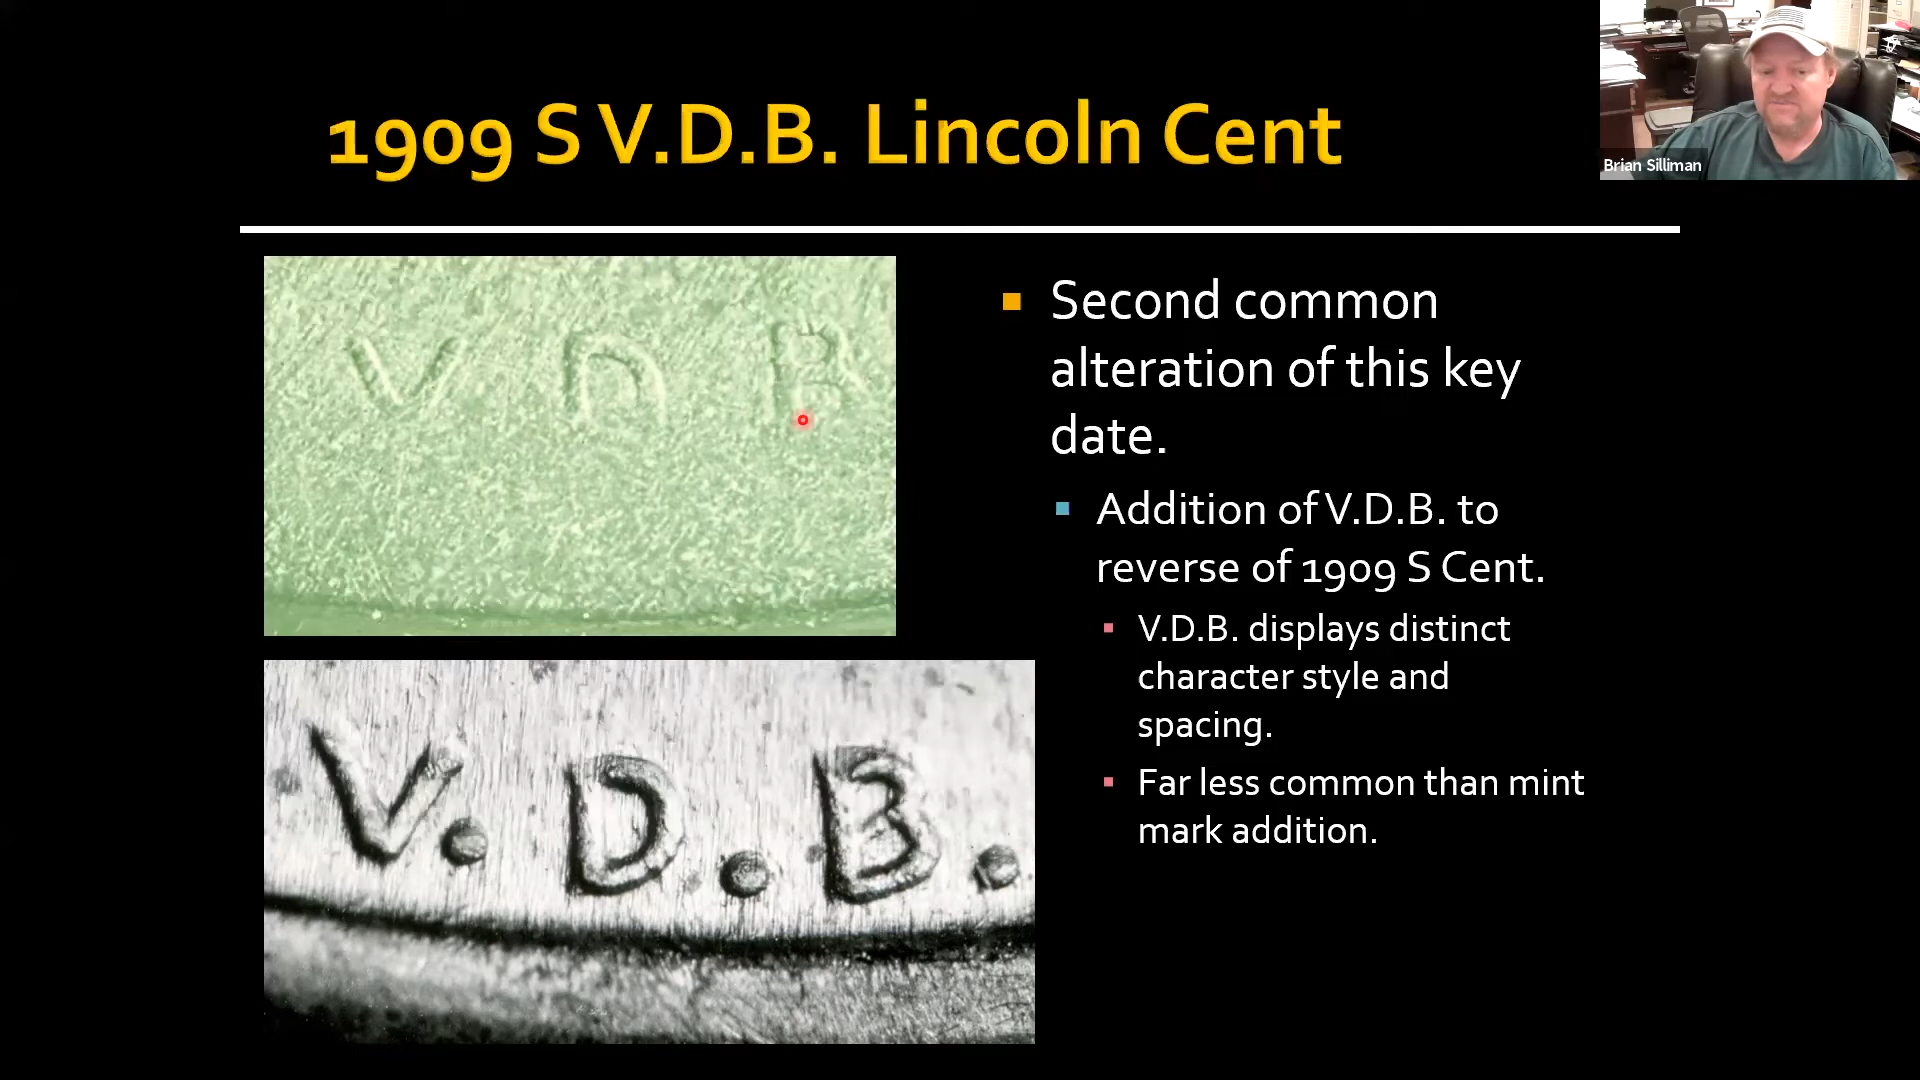 1909 S V.D.B. Lincoln Cent
Brian Silliman
V D B
V.D.B.
Second common
alteration of this key
date.
Addition of V.D.B. to
reverse of 1909 S Cent.
V.D.B. displays distinct
character style and
spacing.
Far less common than mint
mark addition.